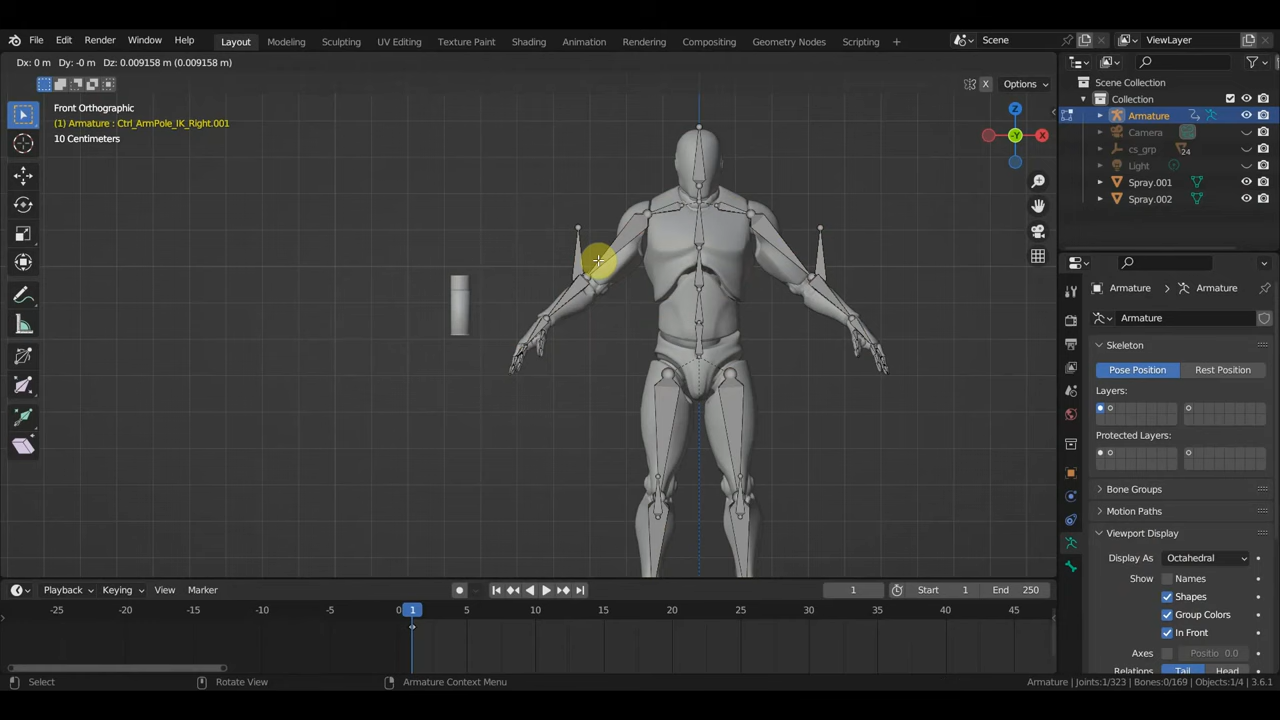 File Edit Render Window Help Layout Modeling Sculpting UV Editing Texture Paint Shading Animation Rendering Compositing Geometry Nodes Scripting + Scene ViewLayer
Dx: 0 m Dy: -0 m Dz: 0.009158 m (0.009158 m)
X Options
Front Orthographic
(1) Armature : Ctrl_ArmPole_IK_Right.001
10 Centimeters
Z
X
-Y
Scene Collection
Collection
Armature
Camera
cs_grp 24
Light
Spray.001
Spray.002
Armature Armature
Armature
Skeleton
Pose Position Rest Position
Layers:
Protected Layers:
Bone Groups
Motion Paths
Viewport Display
Display As Octahedral
Show Names
Shapes
Group Colors
In Front
Axes Positio 0.0
Relations Tail Head
Playback Keying View Marker 1 Start 1 End 250
-25 -20 -15 -10 -5 1 5 10 15 20 25 30 35 40 45
Select Rotate View Armature Context Menu Armature | Joints:1/323 | Bones:0/169 | Objects:1/4 | 3.6.1